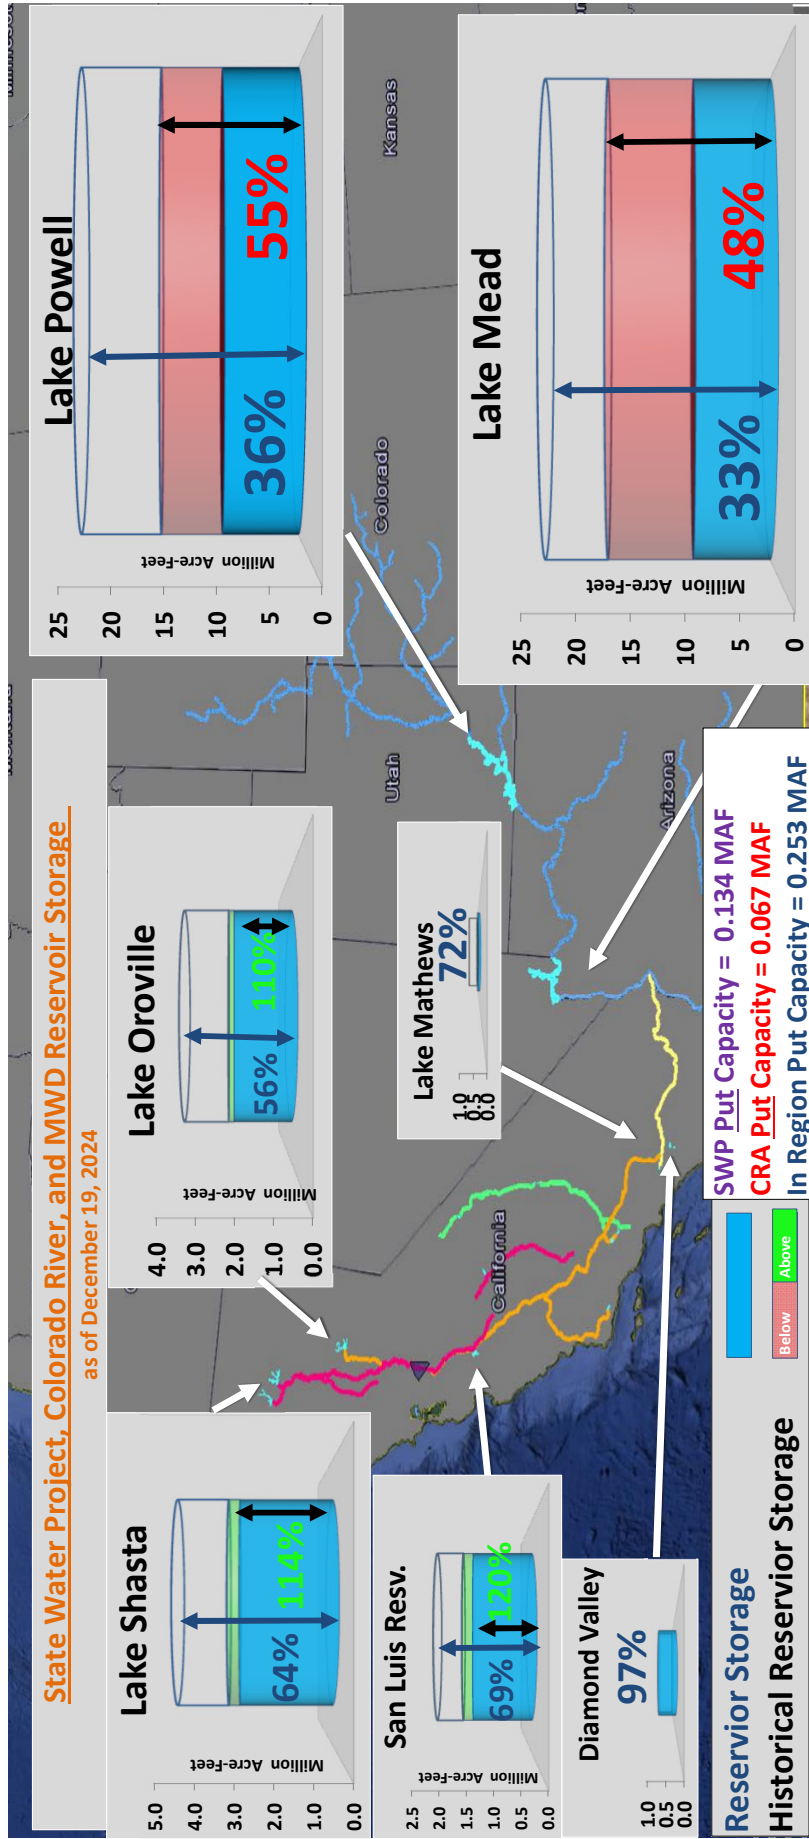 State Water Project, Colorado River, and MWD Reservoir Storage
as of December 19, 2024
Lake Shasta
Million Acre-Feet
5.0
4.0
3.0
2.0
1.0
0.0
64%
114%
Lake Oroville
Million Acre-Feet
4.0
3.0
2.0
1.0
0.0
56%
110%
Lake Powell
Million Acre-Feet
25
20
15
10
5
0
36%
55%
San Luis Resv.
Million Acre-Feet
2.5
2.0
1.5
1.0
0.5
0.0
69%
120%
Lake Mathews
1.0
0.5
0.0
72%
Lake Mead
Million Acre-Feet
25
20
15
10
5
0
33%
48%
Diamond Valley
1.0
0.5
0.0
97%
California
Utah
Colorado
Kansas
Arizona
Reservior Storage
Historical Reservior Storage
Below
Above
SWP Put Capacity = 0.134 MAF
CRA Put Capacity = 0.067 MAF
In Region Put Capacity = 0.253 MAF